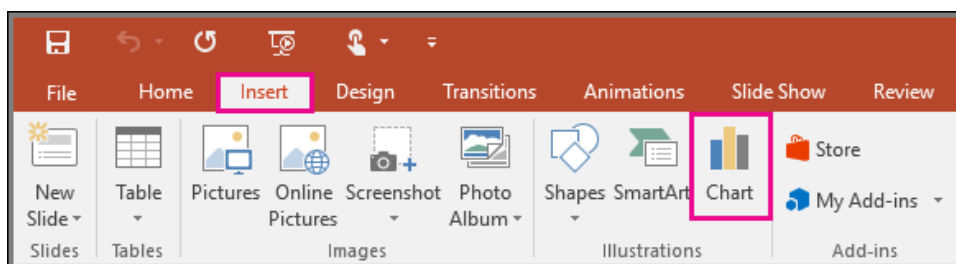 File Home Insert Design Transitions Animations Slide Show Review
New Slide Table Pictures Online Pictures Screenshot Photo Album Shapes SmartArt Chart Store
My Add-ins
Slides Tables Images Illustrations Add-ins